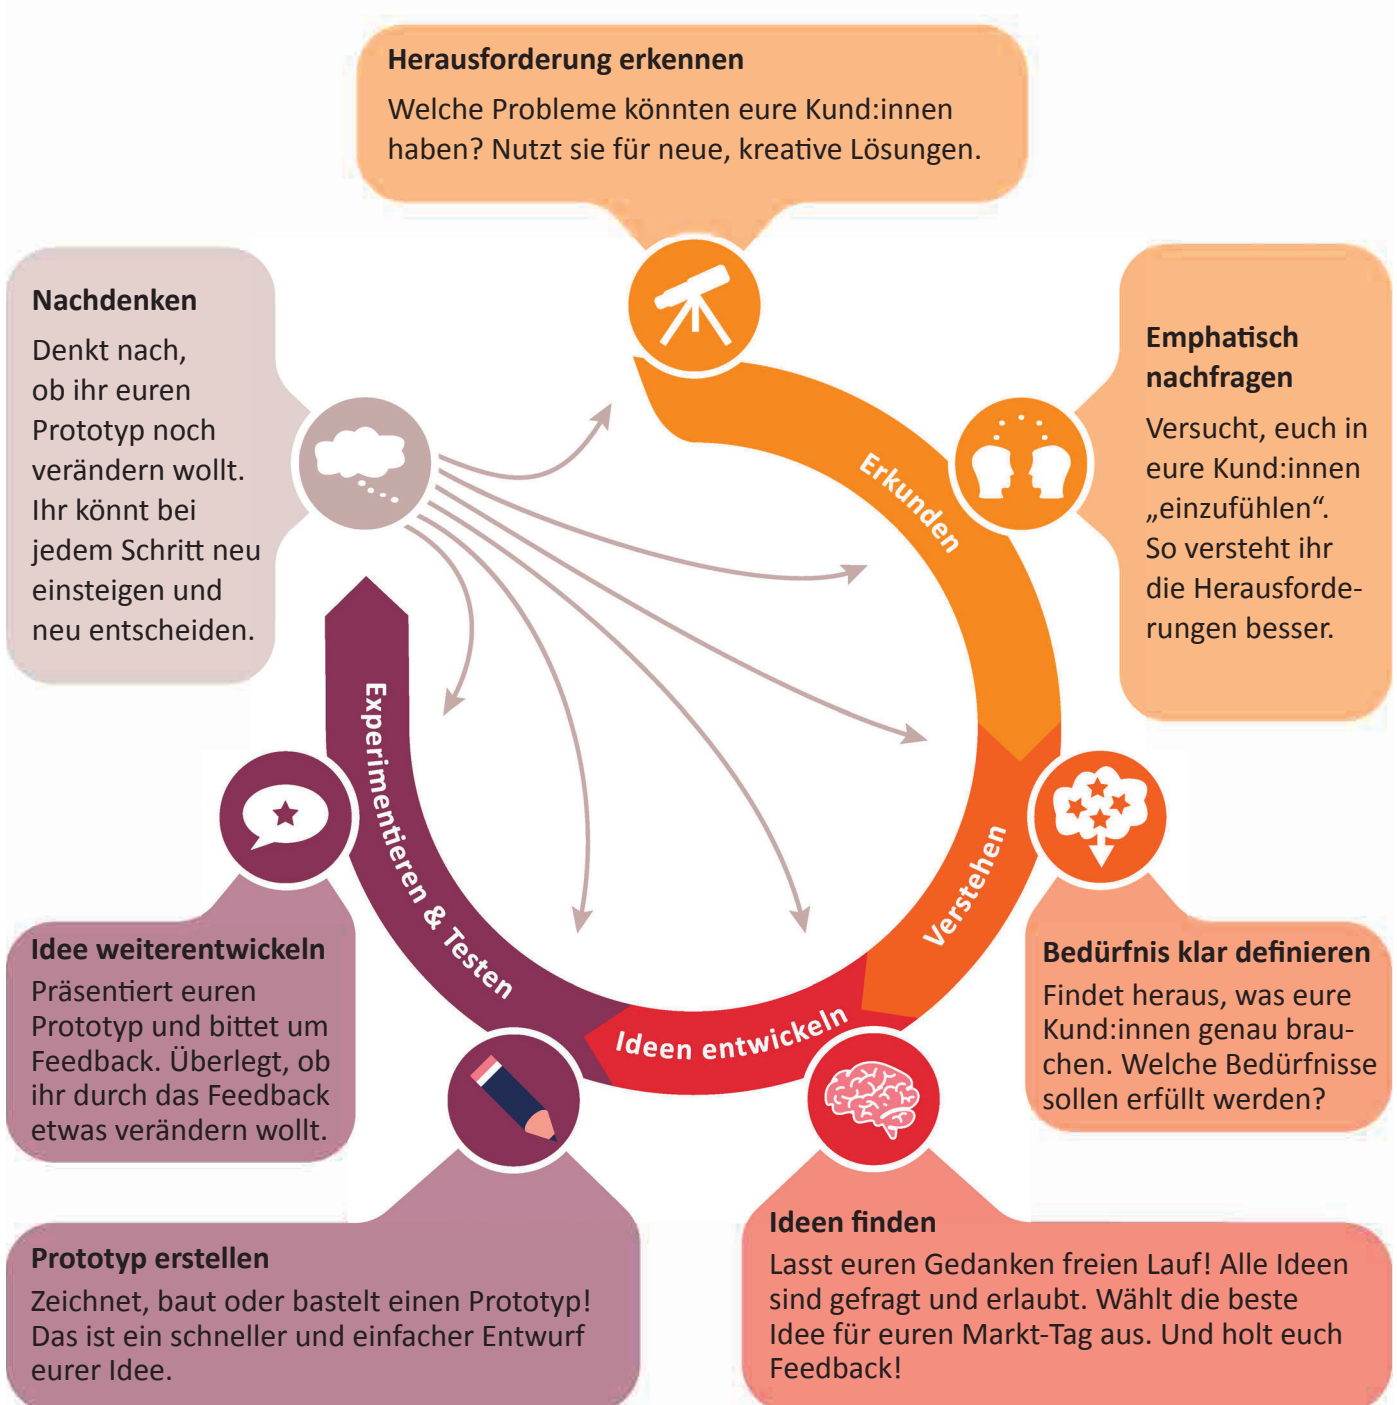 Herausforderung erkennen
Welche Probleme könnten eure Kund:innen
haben? Nutzt sie für neue, kreative Lösungen.
Emphatisch
nachfragen
Versucht, euch in
eure Kund:innen
„einzufühlen“.
So versteht ihr
die Herausforde-
rungen besser.
Bedürfnis klar definieren
Findet heraus, was eure
Kund:innen genau brau-
chen. Welche Bedürfnisse
sollen erfüllt werden?
Ideen finden
Lasst euren Gedanken freien Lauf! Alle Ideen
sind gefragt und erlaubt. Wählt die beste
Idee für euren Markt-Tag aus. Und holt euch
Feedback!
Prototyp erstellen
Zeichnet, baut oder bastelt einen Prototyp!
Das ist ein schneller und einfacher Entwurf
eurer Idee.
Idee weiterentwickeln
Präsentiert euren
Prototyp und bittet um
Feedback. Überlegt, ob
ihr durch das Feedback
etwas verändern wollt.
Nachdenken
Denkt nach,
ob ihr euren
Prototyp noch
verändern wollt.
Ihr könnt bei
jedem Schritt neu
einsteigen und
neu entscheiden.
Erkunden
Verstehen
Ideen entwickeln
Experimentieren & Testen